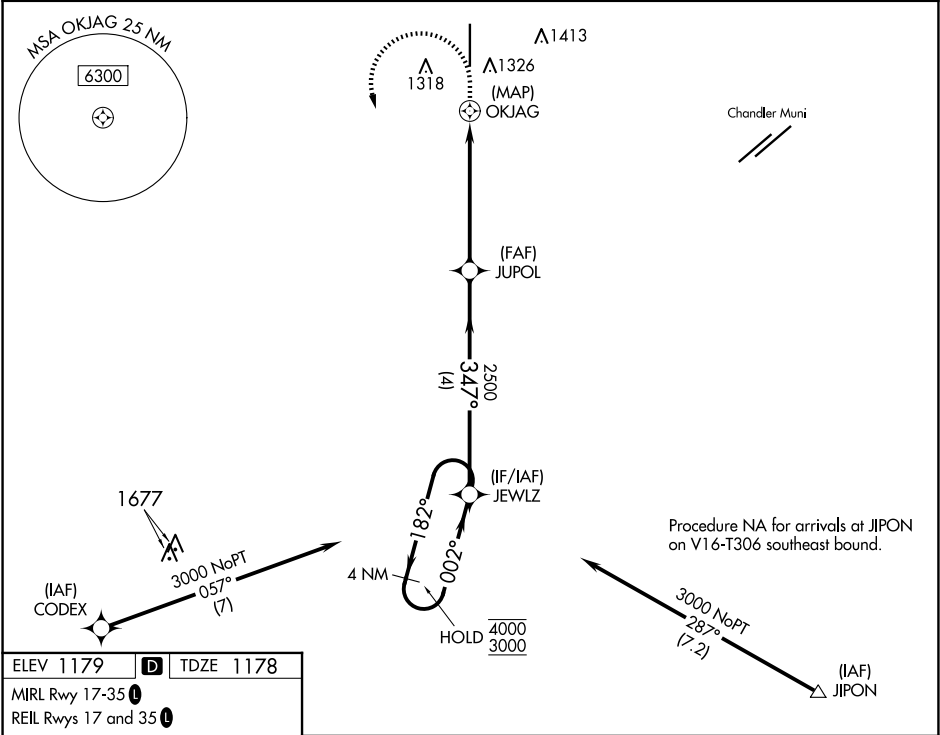 MSA OKJAG 25 NM
6300
1413
1326
1318
(MAP)
OKJAG
Chandler Muni
(FAF)
JUPOL
2500
347°
(4)
(IF/IAF)
JEWLZ
182°
002°
4 NM
HOLD 4000
3000
1677
3000 NoPT
057°
(7)
(IAF)
CODEX
Procedure NA for arrivals at JIPON
on V16-T306 southeast bound.
3000 NoPT
287°
(7.2)
(IAF)
JIPON
ELEV 1179 D TDZE 1178
MIRL Rwy 17-35 L
REIL Rwys 17 and 35 L